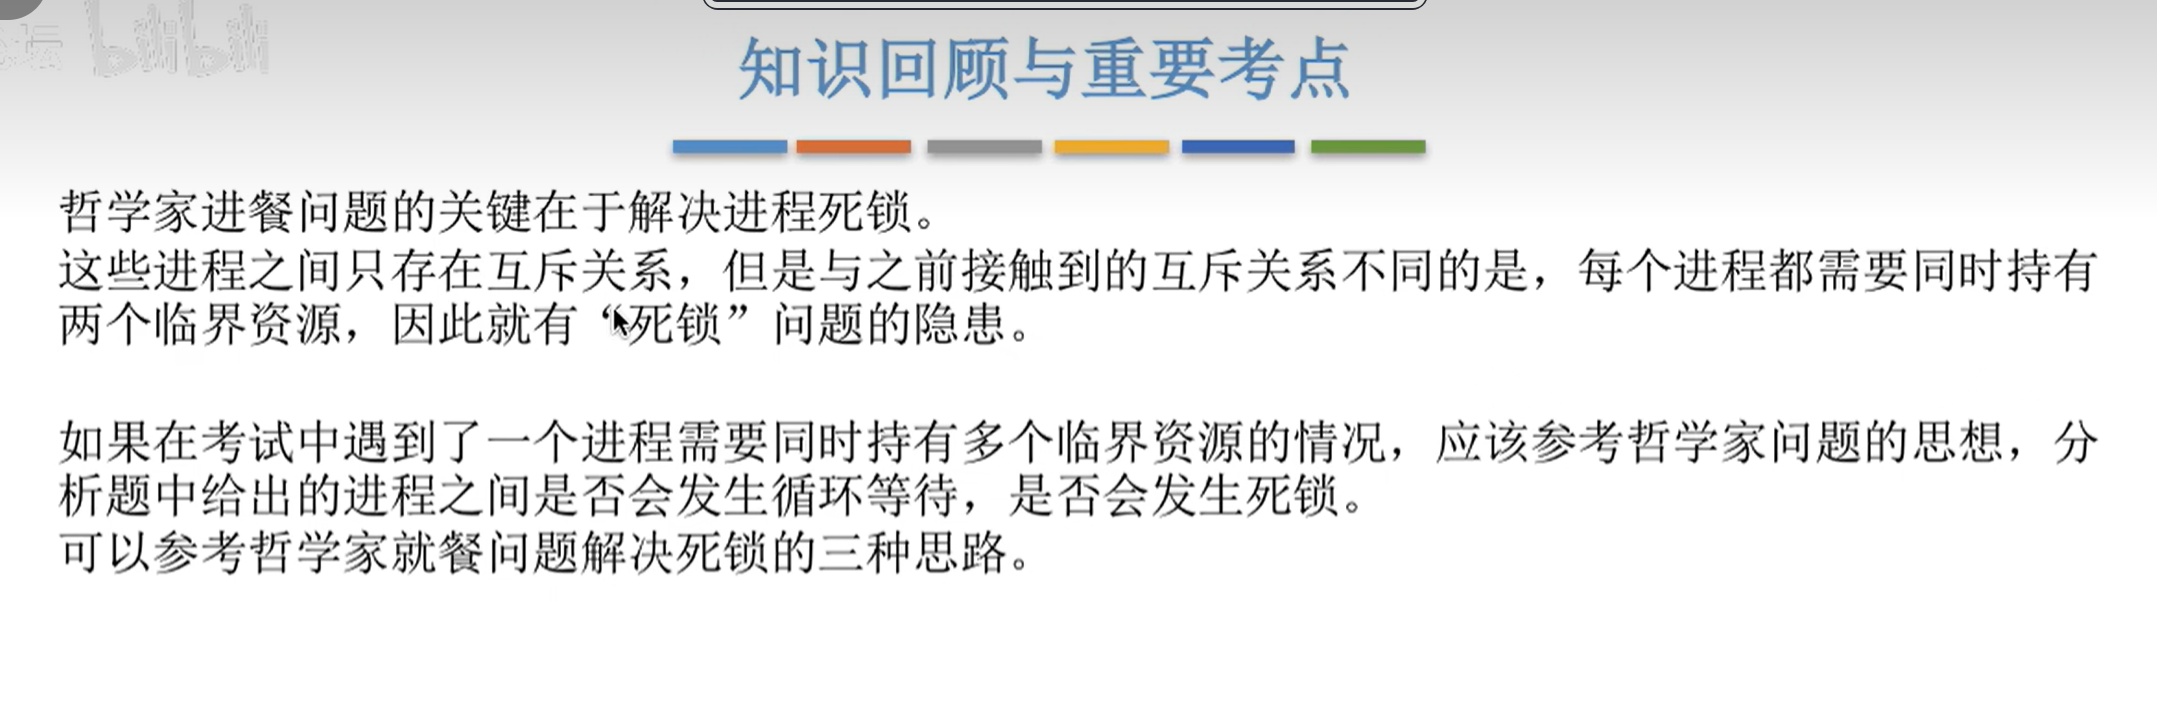 坛 bilibili
知识回顾与重要考点
哲学家进餐问题的关键在于解决进程死锁。
这些进程之间只存在互斥关系，但是与之前接触到的互斥关系不同的是，每个进程都需要同时持有
两个临界资源，因此就有“死锁”问题的隐患。
如果在考试中遇到了一个进程需要同时持有多个临界资源的情况，应该参考哲学家问题的思想，分
析题中给出的进程之间是否会发生循环等待，是否会发生死锁。
可以参考哲学家就餐问题解决死锁的三种思路。